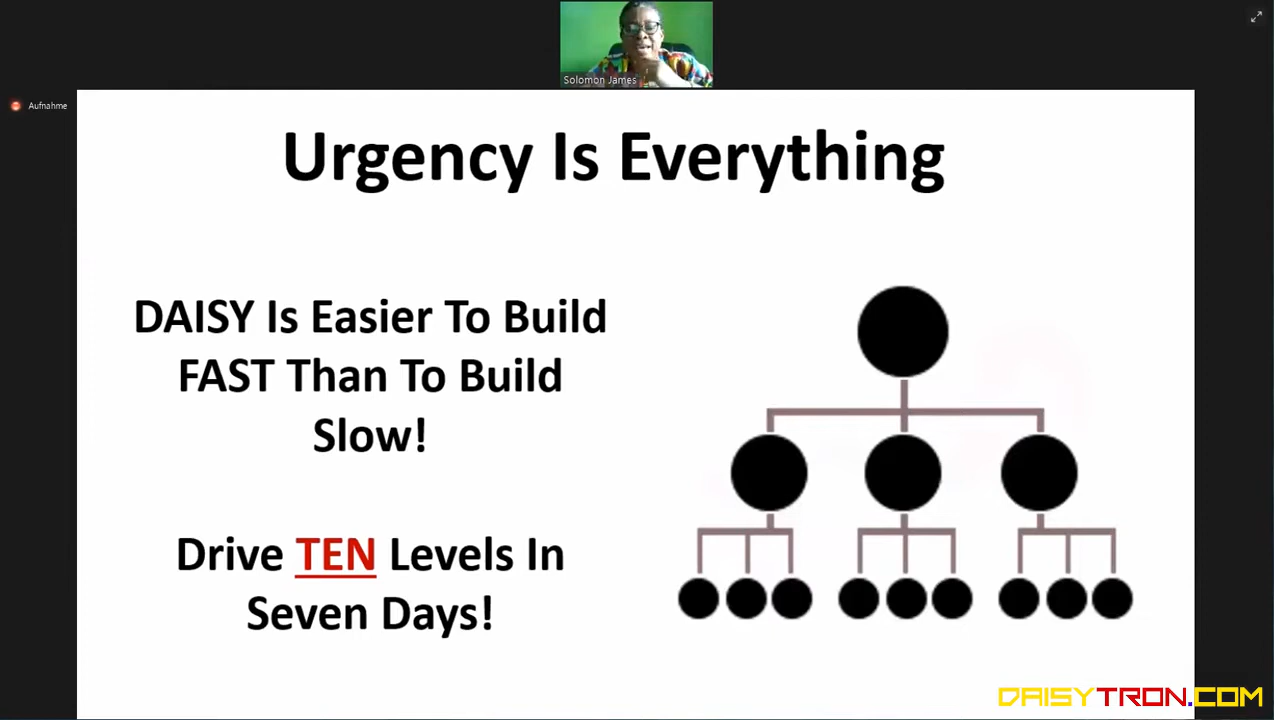 Solomon James
Aufnahme
Urgency Is Everything
DAISY Is Easier To Build
FAST Than To Build
Slow!
Drive TEN Levels In
Seven Days!
DAISYTRON.COM